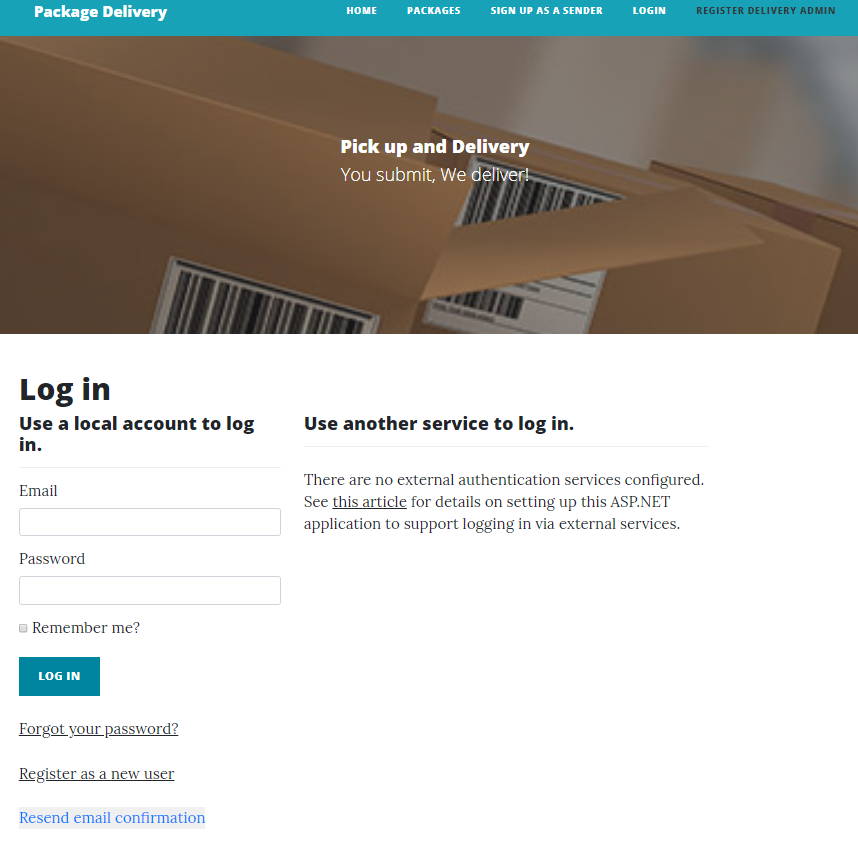 Package Delivery
HOME
PACKAGES
SIGN UP AS A SENDER
LOGIN
REGISTER DELIVERY ADMIN
Pick up and Delivery
You submit, We deliver!
Log in
Use a local account to log
in.
Email
Password
Remember me?
LOG IN
Forgot your password?
Register as a new user
Resend email confirmation
Use another service to log in.
There are no external authentication services configured.
See this article for details on setting up this ASP.NET
application to support logging in via external services.